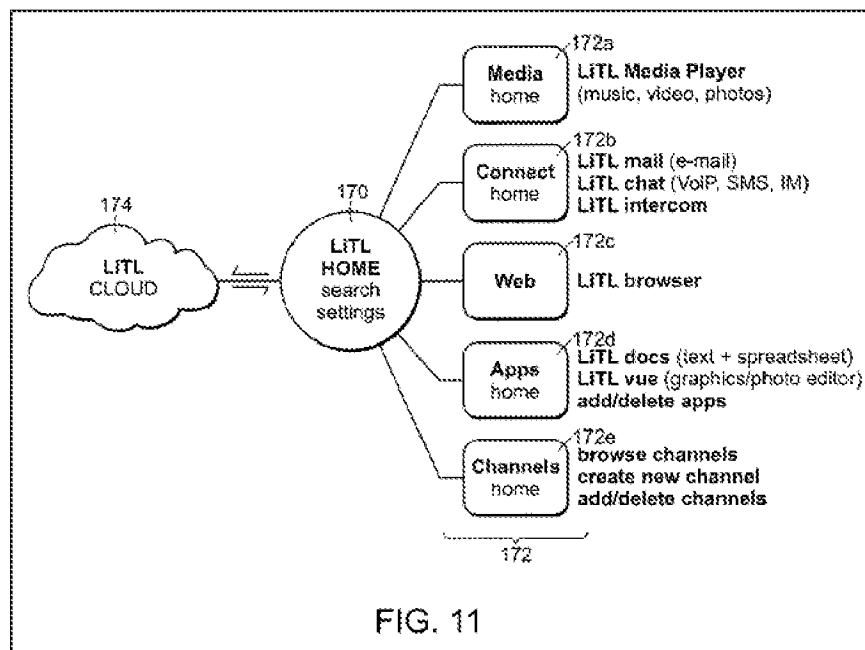 174
LiTL
CLOUD
170
LiTL
HOME
search
settings
172a
Media
home
LiTL Media Player
(music, video, photos)
172b
Connect
home
LiTL mail (e-mail)
LiTL chat (VoiP, SMS, IM)
LiTL intercom
172c
Web
LiTL browser
172d
Apps
home
LiTL docs (text + spreadsheet)
LiTL vue (graphics/photo editor)
add/delete apps
172e
Channels
home
browse channels
create new channel
add/delete channels
172
FIG. 11